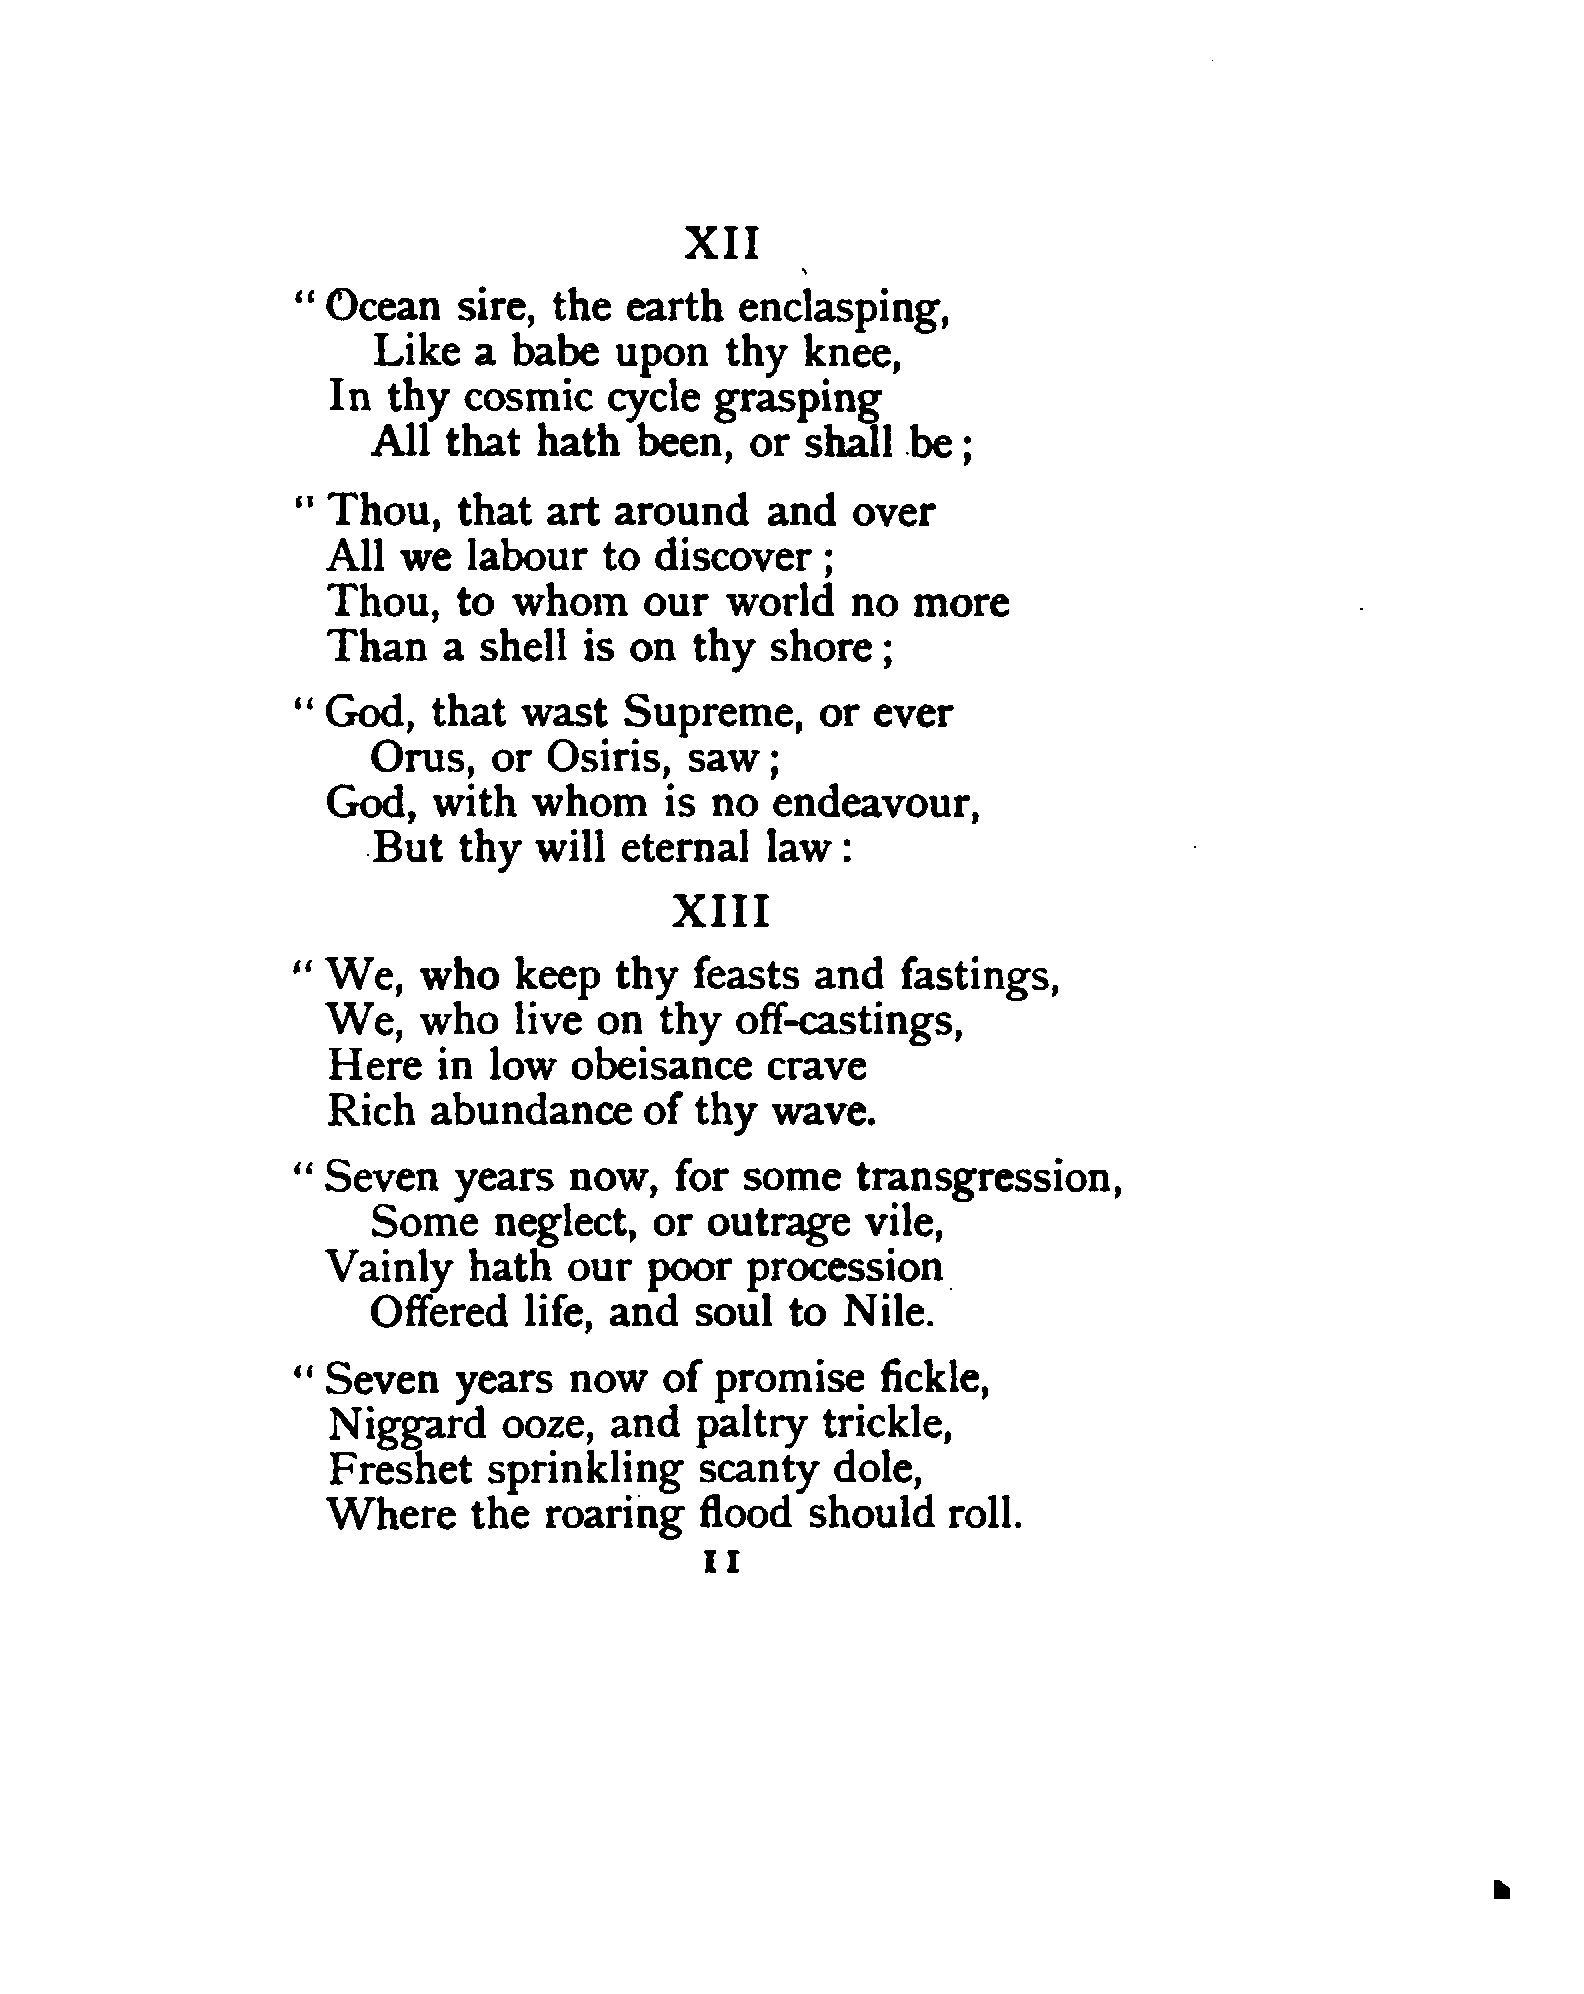 XII
“Ocean sire, the earth enclasping,
Like a babe upon thy knee,
In thy cosmic cycle grasping
All that hath been, or shall be;
“Thou, that art around and over
All we labour to discover;
Thou, to whom our world no more
Than a shell is on thy shore;
“God, that wast Supreme, or ever
Orus, or Osiris, saw;
God, with whom is no endeavour,
But thy will eternal law:
XIII
“We, who keep thy feasts and fastings,
We, who live on thy off-castings,
Here in low obeisance crave
Rich abundance of thy wave.
“Seven years now, for some transgression,
Some neglect, or outrage vile,
Vainly hath our poor procession
Offered life, and soul to Nile.
“Seven years now of promise fickle,
Niggard ooze, and paltry trickle,
Freshet sprinkling scanty dole,
Where the roaring flood should roll.
11